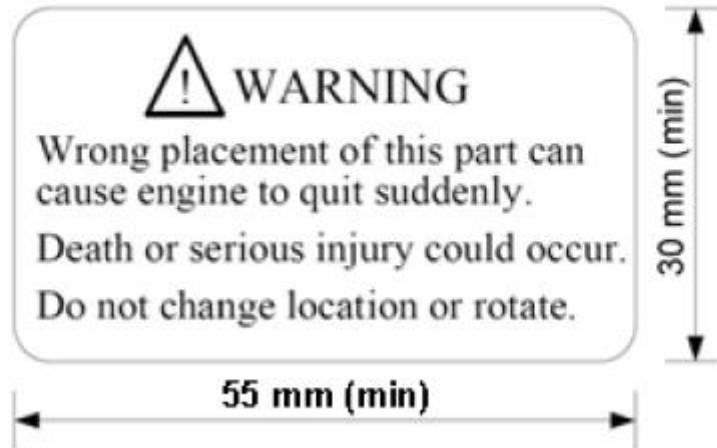 ! WARNING
Wrong placement of this part can
cause engine to quit suddenly.
Death or serious injury could occur.
Do not change location or rotate.
30 mm (min)
55 mm (min)